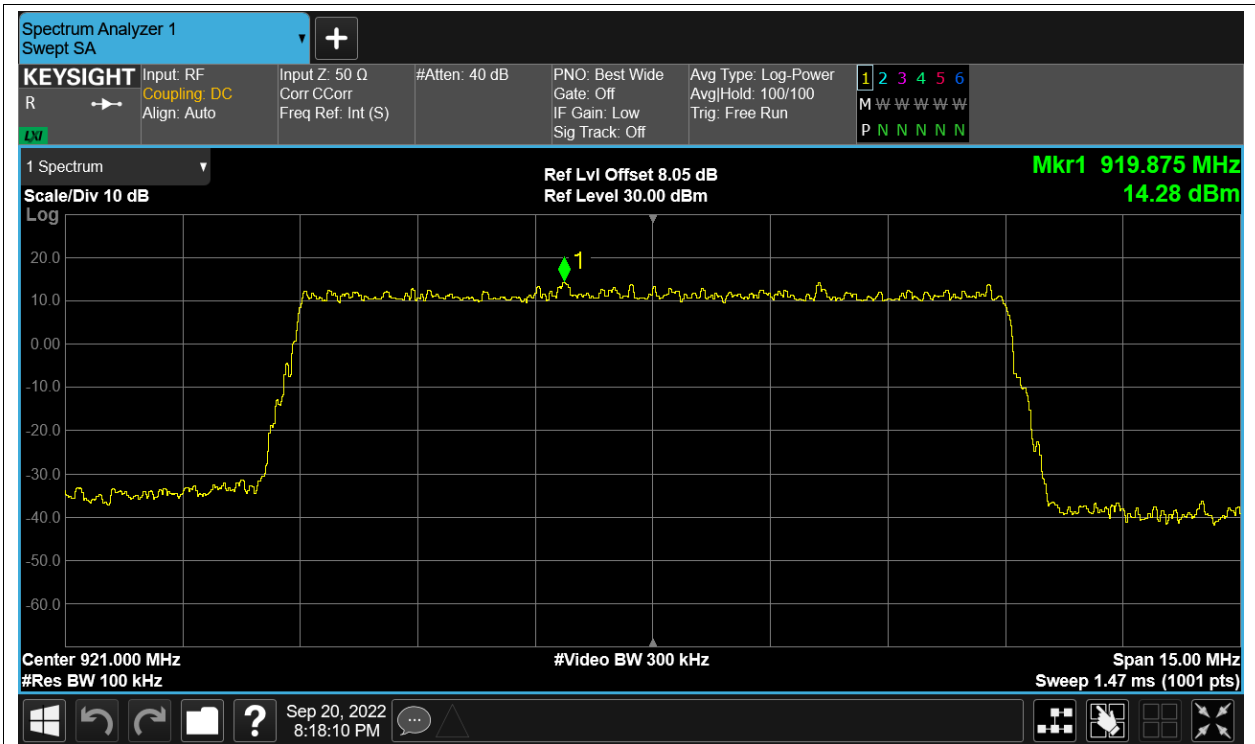 Spectrum Analyzer 1
Swept SA
KEYSIGHT
R
LXI
Input: RF
Coupling: DC
Align: Auto
Input Z: 50 Ω
Corr CCorr
Freq Ref: Int (S)
#Atten: 40 dB
PNO: Best Wide
Gate: Off
IF Gain: Low
Sig Track: Off
Avg Type: Log-Power
Avg|Hold: 100/100
Trig: Free Run
1 2 3 4 5 6
M W W W W W
P N N N N N
1 Spectrum
Scale/Div 10 dB
Log
Ref Lvl Offset 8.05 dB
Ref Level 30.00 dBm
Mkr1 919.875 MHz
14.28 dBm
1
20.0
10.0
0.00
-10.0
-20.0
-30.0
-40.0
-50.0
-60.0
Center 921.000 MHz
#Res BW 100 kHz
#Video BW 300 kHz
Span 15.00 MHz
Sweep 1.47 ms (1001 pts)
?
Sep 20, 2022
8:18:10 PM